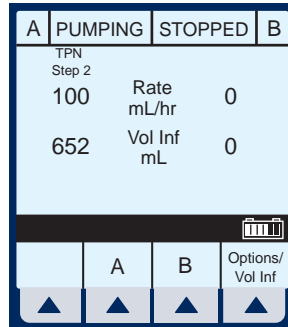 A PUMPING STOPPED B
TPN
Step 2
100 Rate mL/hr 0
652 Vol Inf mL 0
A B Options/ Vol Inf